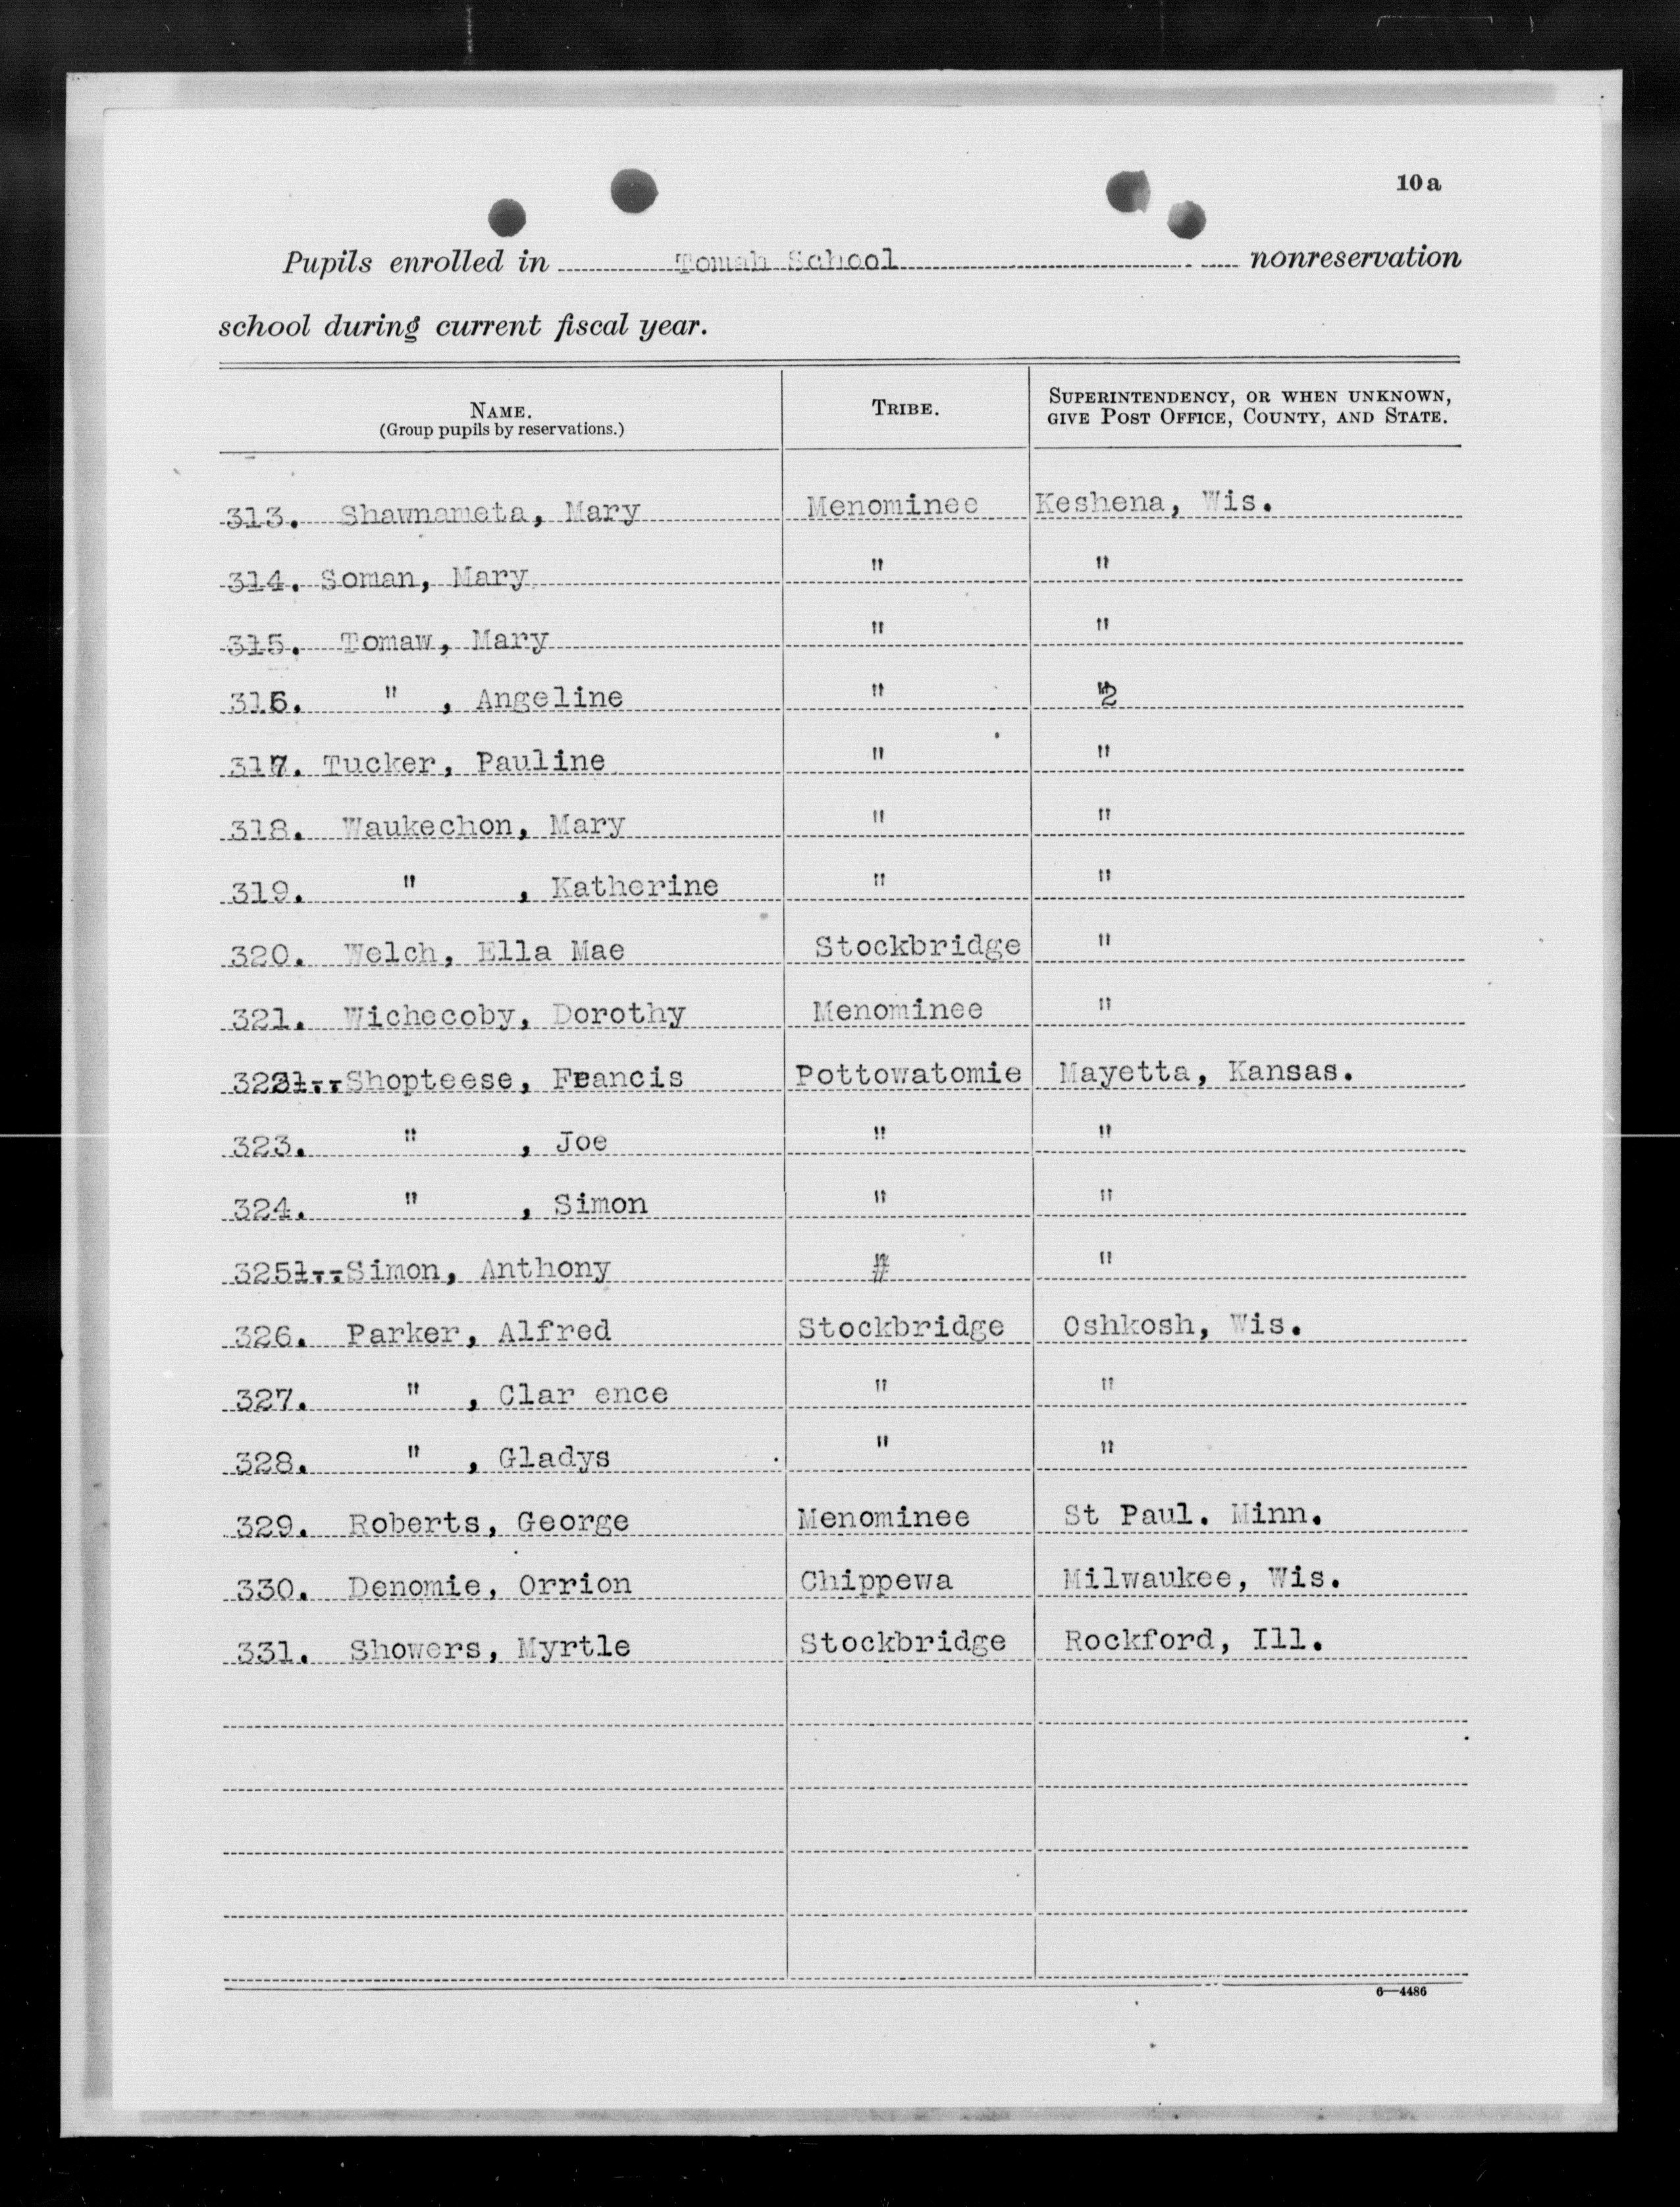 10a
Pupils enrolled in Tomah School nonreservation
school during current fiscal year.
NAME. TRIBE. SUPERINTENDENCY, OR WHEN UNKNOWN,
(Group pupils by reservations.) GIVE POST OFFICE, COUNTY, AND STATE.
313. Shawnameta, Mary Menominee Keshena, Wis.
314. Soman, Mary " "
315. Tomaw, Mary " "
316. " , Angeline " "
317. Tucker, Pauline " "
318. Waukechon, Mary " "
319. " , Katherine " "
320. Welch, Ella Mae Stockbridge "
321. Wichecoby, Dorothy Menominee "
322. Shopteese, Francis Pottowatomie Mayetta, Kansas.
323. " , Joe " "
324. " , Simon " "
325. Simon, Anthony " "
326. Parker, Alfred Stockbridge Oshkosh, Wis.
327. " , Clar ence " "
328. " , Gladys " "
329. Roberts, George Menominee St Paul. Minn.
330. Denomie, Orrion Chippewa Milwaukee, Wis.
331. Showers, Myrtle Stockbridge Rockford, Ill.
6—4486